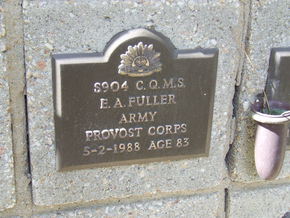 S904 C.Q.M.S.
E. A. FULLER
ARMY
PROVOST CORPS
5-2-1988 AGE 83